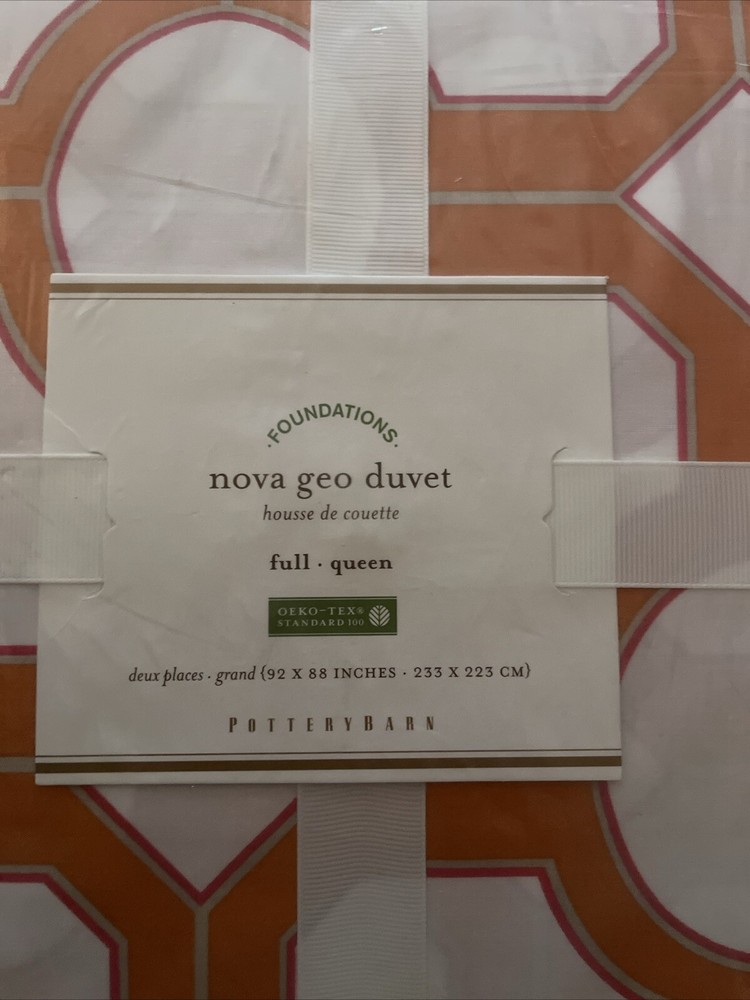 ·FOUNDATIONS·
nova geo duvet
housse de couette
full · queen
OEKO-TEX®
STANDARD 100
deux places · grand {92 X 88 INCHES · 233 X 223 CM}
POTTERYBARN